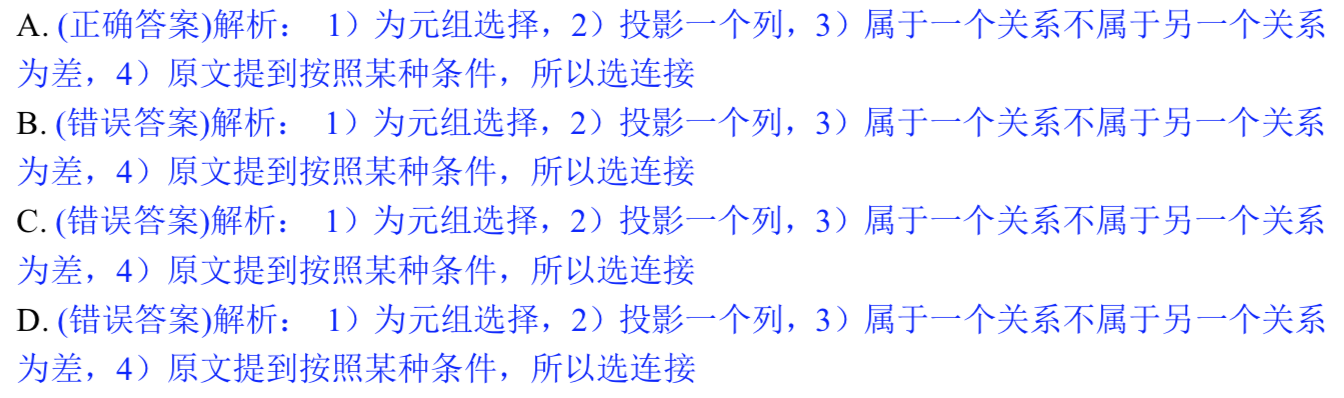 A. (正确答案)解析： 1）为元组选择，2）投影一个列，3）属于一个关系不属于另一个关系
为差，4）原文提到按照某种条件，所以选连接
B. (错误答案)解析： 1）为元组选择，2）投影一个列，3）属于一个关系不属于另一个关系
为差，4）原文提到按照某种条件，所以选连接
C. (错误答案)解析： 1）为元组选择，2）投影一个列，3）属于一个关系不属于另一个关系
为差，4）原文提到按照某种条件，所以选连接
D. (错误答案)解析： 1）为元组选择，2）投影一个列，3）属于一个关系不属于另一个关系
为差，4）原文提到按照某种条件，所以选连接